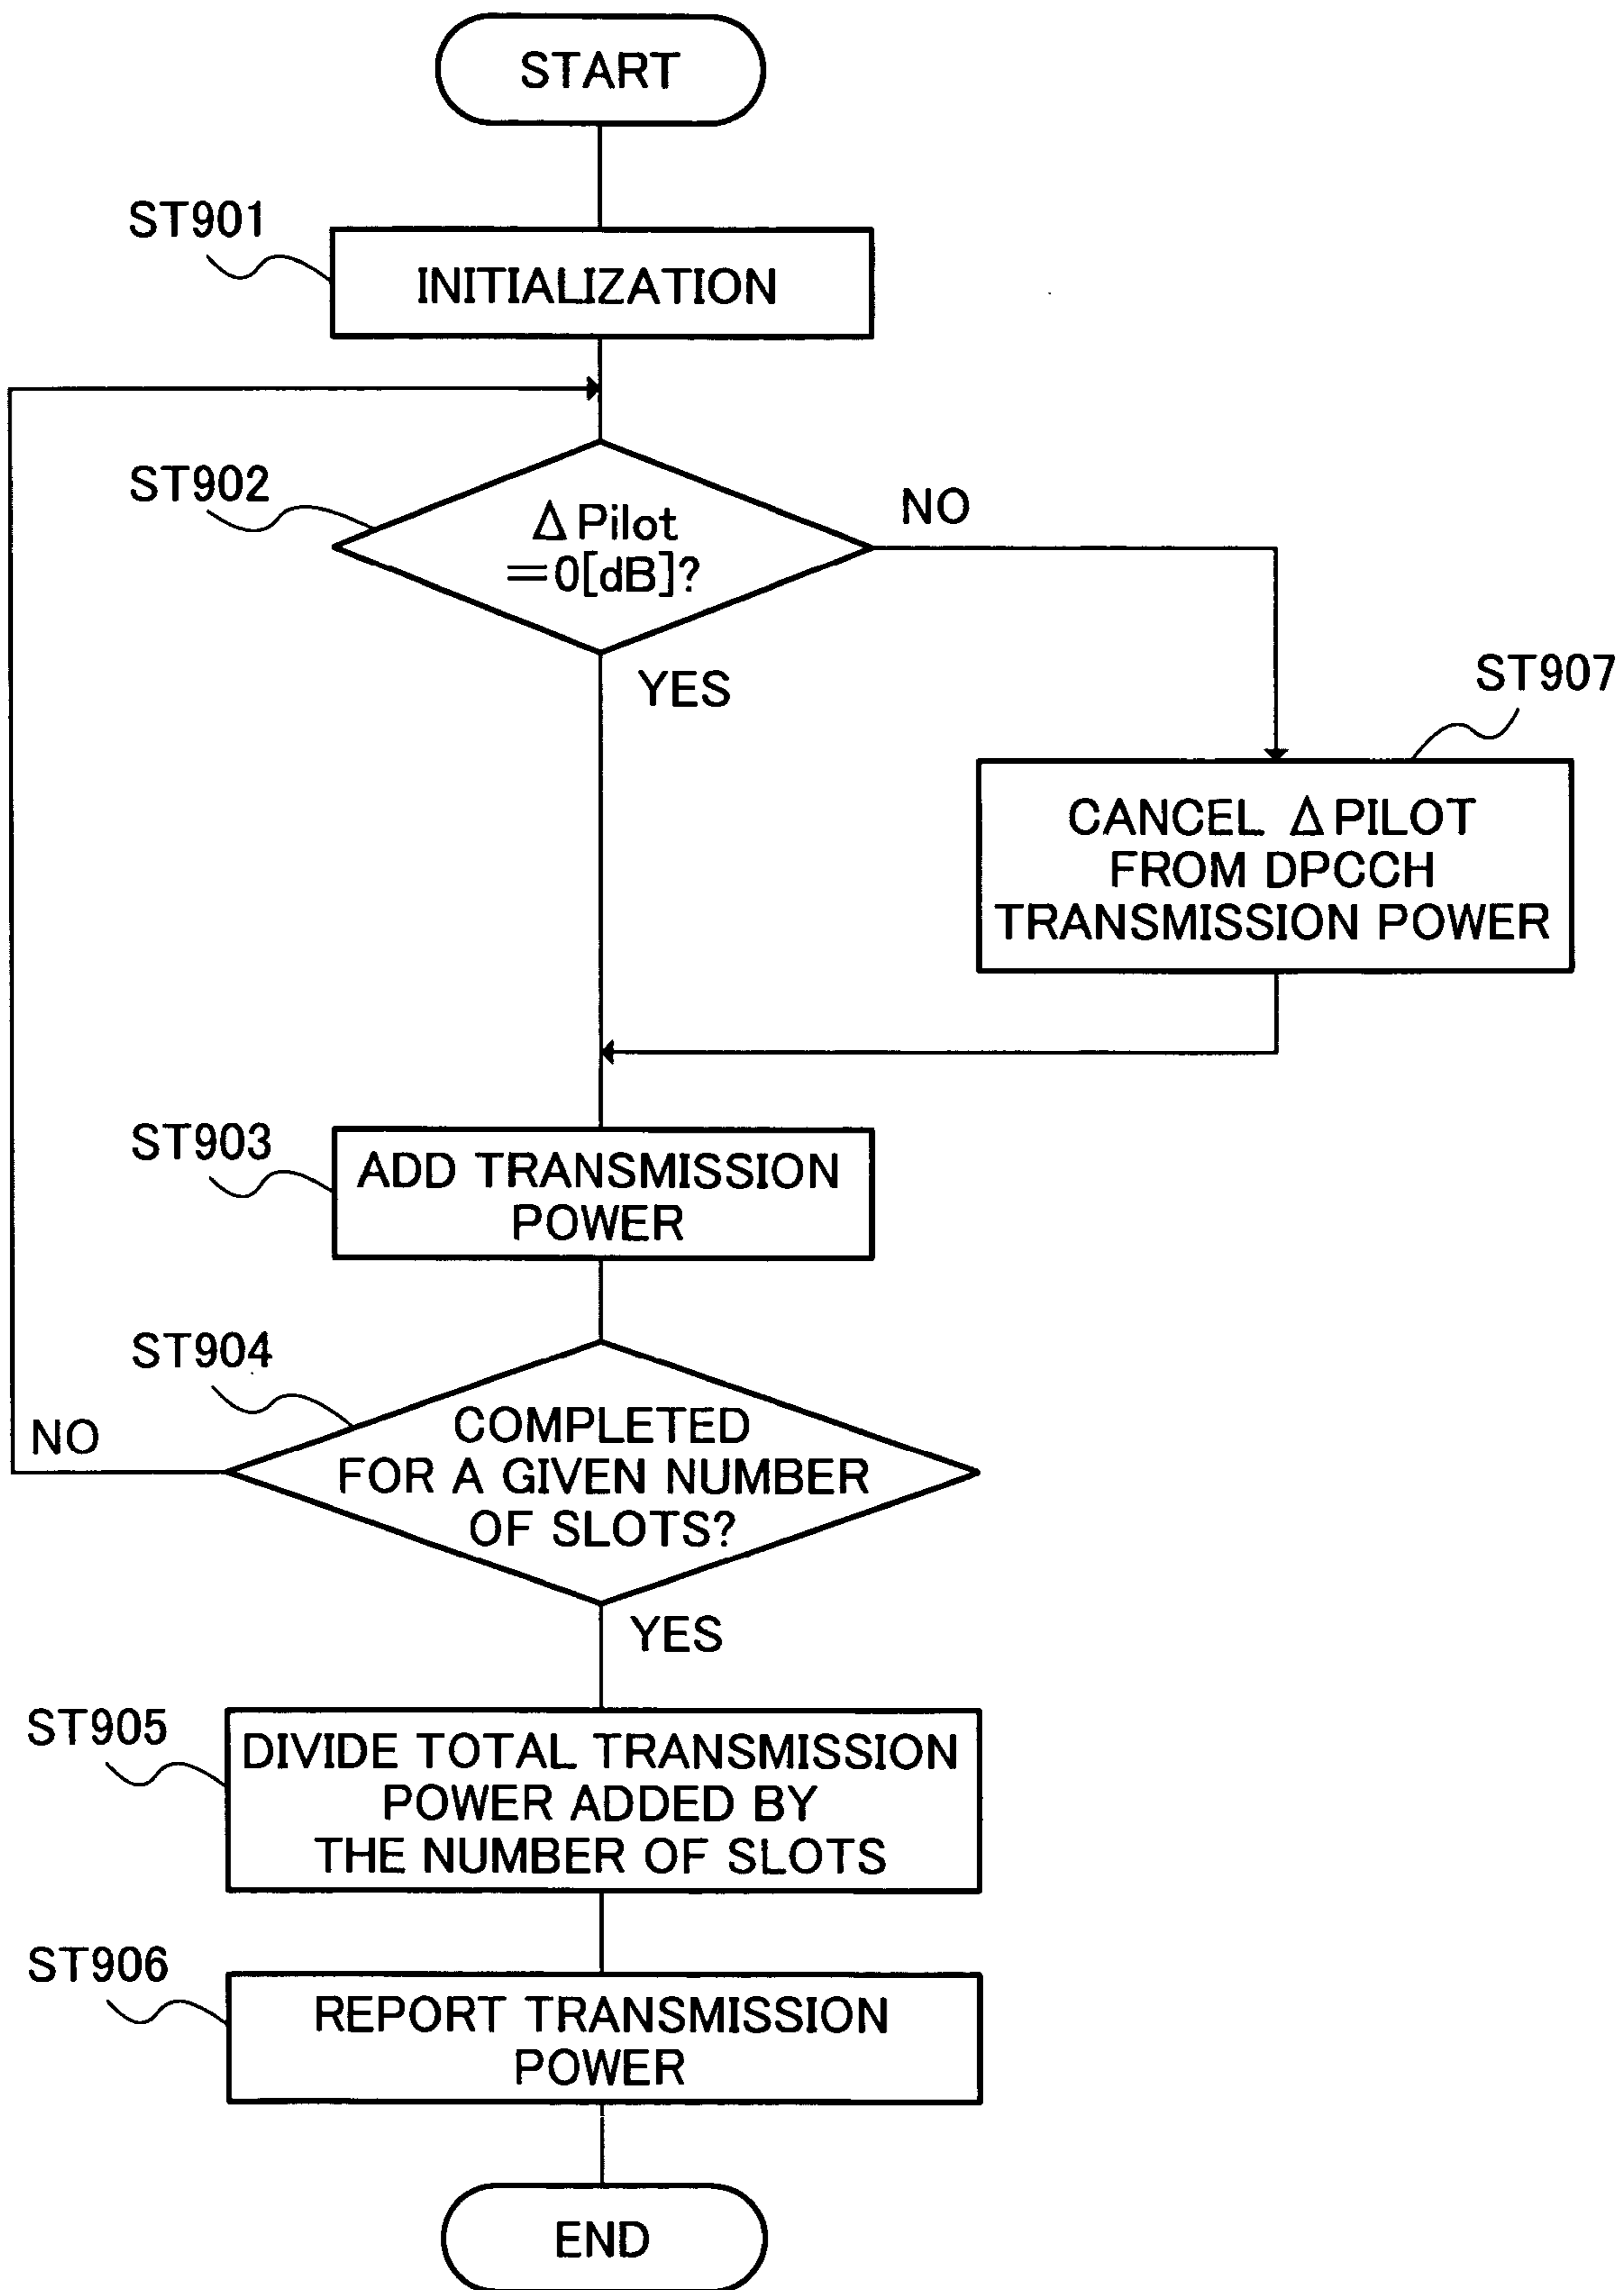 START
ST901
INITIALIZATION
ST902
Δ Pilot
=0[dB]?
NO
YES
ST907
CANCEL Δ PILOT
FROM DPCCH
TRANSMISSION POWER
ST903
ADD TRANSMISSION
POWER
ST904
NO
COMPLETED
FOR A GIVEN NUMBER
OF SLOTS?
YES
ST905
DIVIDE TOTAL TRANSMISSION
POWER ADDED BY
THE NUMBER OF SLOTS
ST906
REPORT TRANSMISSION
POWER
END